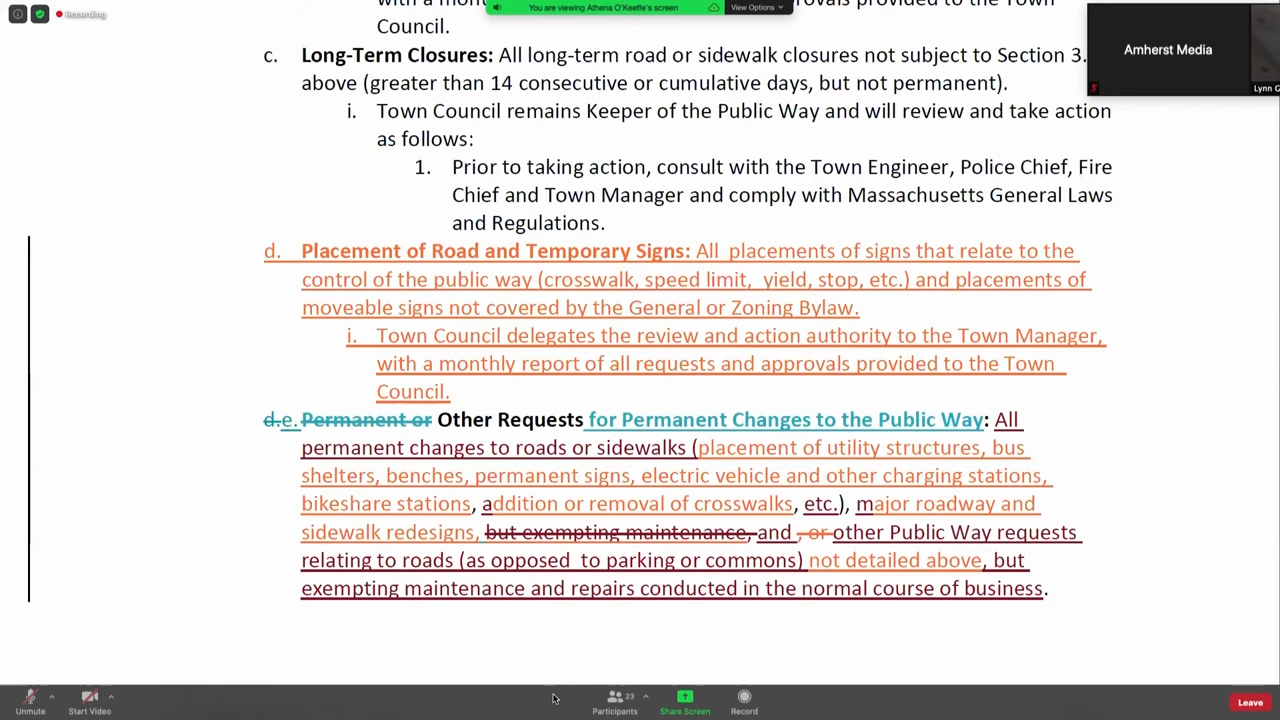 Recording
You are viewing Athena O'Keeffe's screen
View Options
Council.
c. Long-Term Closures: All long-term road or sidewalk closures not subject to Section 3.
above (greater than 14 consecutive or cumulative days, but not permanent).
i. Town Council remains Keeper of the Public Way and will review and take action
as follows:
1. Prior to taking action, consult with the Town Engineer, Police Chief, Fire
Chief and Town Manager and comply with Massachusetts General Laws
and Regulations.
d. Placement of Road and Temporary Signs: All placements of signs that relate to the
control of the public way (crosswalk, speed limit, yield, stop, etc.) and placements of
moveable signs not covered by the General or Zoning Bylaw.
i. Town Council delegates the review and action authority to the Town Manager,
with a monthly report of all requests and approvals provided to the Town
Council.
d.e. Permanent or Other Requests for Permanent Changes to the Public Way: All
permanent changes to roads or sidewalks (placement of utility structures, bus
shelters, benches, permanent signs, electric vehicle and other charging stations,
bikeshare stations, addition or removal of crosswalks, etc.), major roadway and
sidewalk redesigns, but exempting maintenance, and , or other Public Way requests
relating to roads (as opposed to parking or commons) not detailed above, but
exempting maintenance and repairs conducted in the normal course of business.
Amherst Media
Lynn G
Unmute
Start Video
23
Participants
Share Screen
Record
Leave